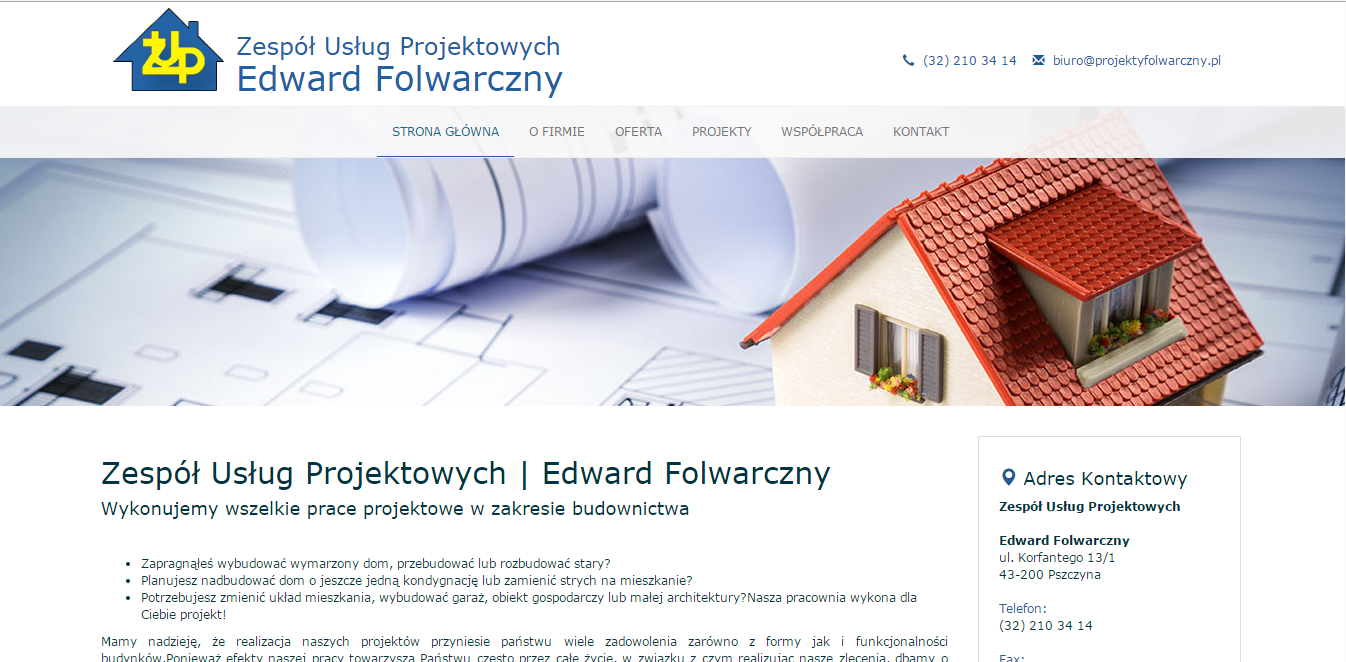 żup
Zespół Usług Projektowych
Edward Folwarczny
(32) 210 34 14 biuro@projektyfolwarczny.pl
STRONA GŁÓWNA O FIRMIE OFERTA PROJEKTY WSPÓŁPRACA KONTAKT
Zespół Usług Projektowych | Edward Folwarczny
Wykonujemy wszelkie prace projektowe w zakresie budownictwa
Zapragnąłeś wybudować wymarzony dom, przebudować lub rozbudować stary?
Planujesz nadbudować dom o jeszcze jedną kondygnację lub zamienić strych na mieszkanie?
Potrzebujesz zmienić układ mieszkania, wybudować garaż, obiekt gospodarczy lub małej architektury?Nasza pracownia wykona dla
Ciebie projekt!
Mamy nadzieję, że realizacja naszych projektów przyniesie państwu wiele zadowolenia zarówno z formy jak i funkcjonalności
budynków.Ponieważ efekty naszej pracy towarzyszą Państwu często przez całe życie, w związku z czym realizując nasze zlecenia, dbamy o
Adres Kontaktowy
Zespół Usług Projektowych
Edward Folwarczny
ul. Korfantego 13/1
43-200 Pszczyna
Telefon:
(32) 210 34 14
Fax: